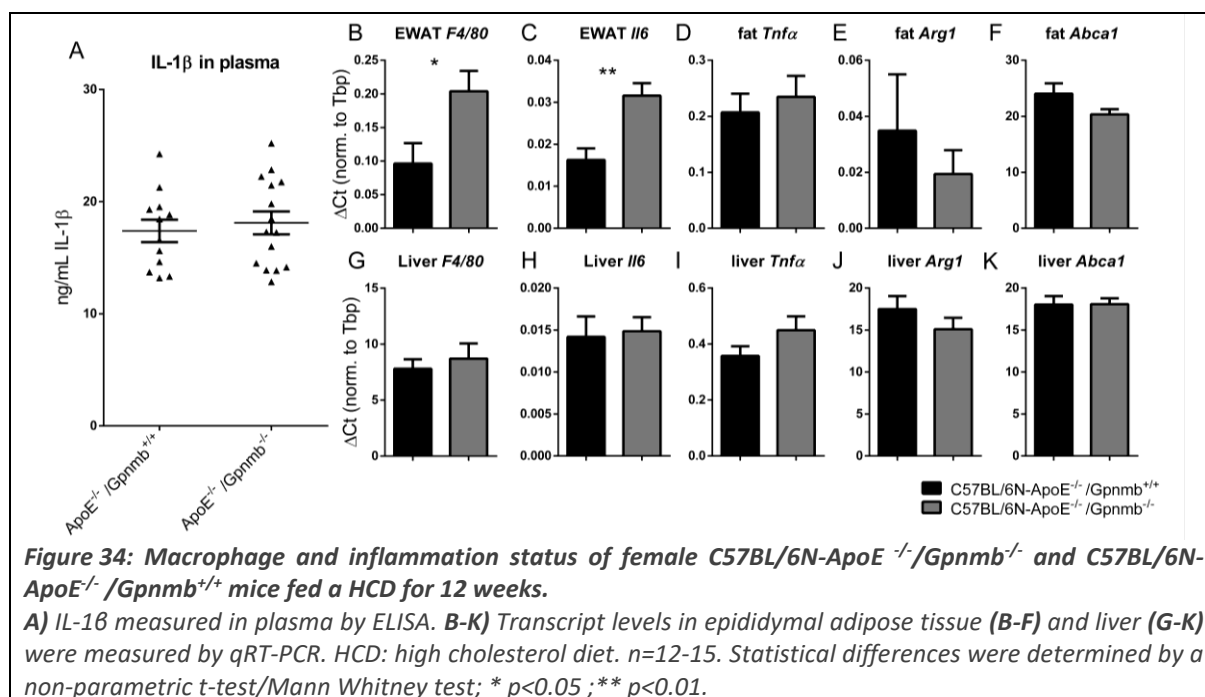 A
IL-1β in plasma
ng/mL IL-1β
30
20
10
0
ApoE-/- /Gpnmb+/+
ApoE-/- /Gpnmb-/-
B
EWAT F4/80
*
ΔCt (norm. to Tbp)
0.25
0.20
0.15
0.10
0.05
0.00
C
EWAT Il6
**
0.04
0.03
0.02
0.01
0.00
D
fat Tnfα
0.4
0.3
0.2
0.1
0.0
E
fat Arg1
0.06
0.04
0.02
0.00
F
fat Abca1
30
20
10
0
G
Liver F4/80
ΔCt (norm. to Tbp)
15
10
5
0
H
Liver Il6
0.020
0.015
0.010
0.005
0.000
I
liver Tnfα
0.6
0.4
0.2
0.0
J
liver Arg1
20
15
10
5
0
K
liver Abca1
20
15
10
5
0
C57BL/6N-ApoE-/- /Gpnmb+/+
C57BL/6N-ApoE-/- /Gpnmb-/-
Figure 34: Macrophage and inflammation status of female C57BL/6N-ApoE -/-/Gpnmb-/- and C57BL/6N-
ApoE-/- /Gpnmb+/+ mice fed a HCD for 12 weeks.
A) IL-1β measured in plasma by ELISA. B-K) Transcript levels in epididymal adipose tissue (B-F) and liver (G-K)
were measured by qRT-PCR. HCD: high cholesterol diet. n=12-15. Statistical differences were determined by a
non-parametric t-test/Mann Whitney test; * p<0.05 ;** p<0.01.